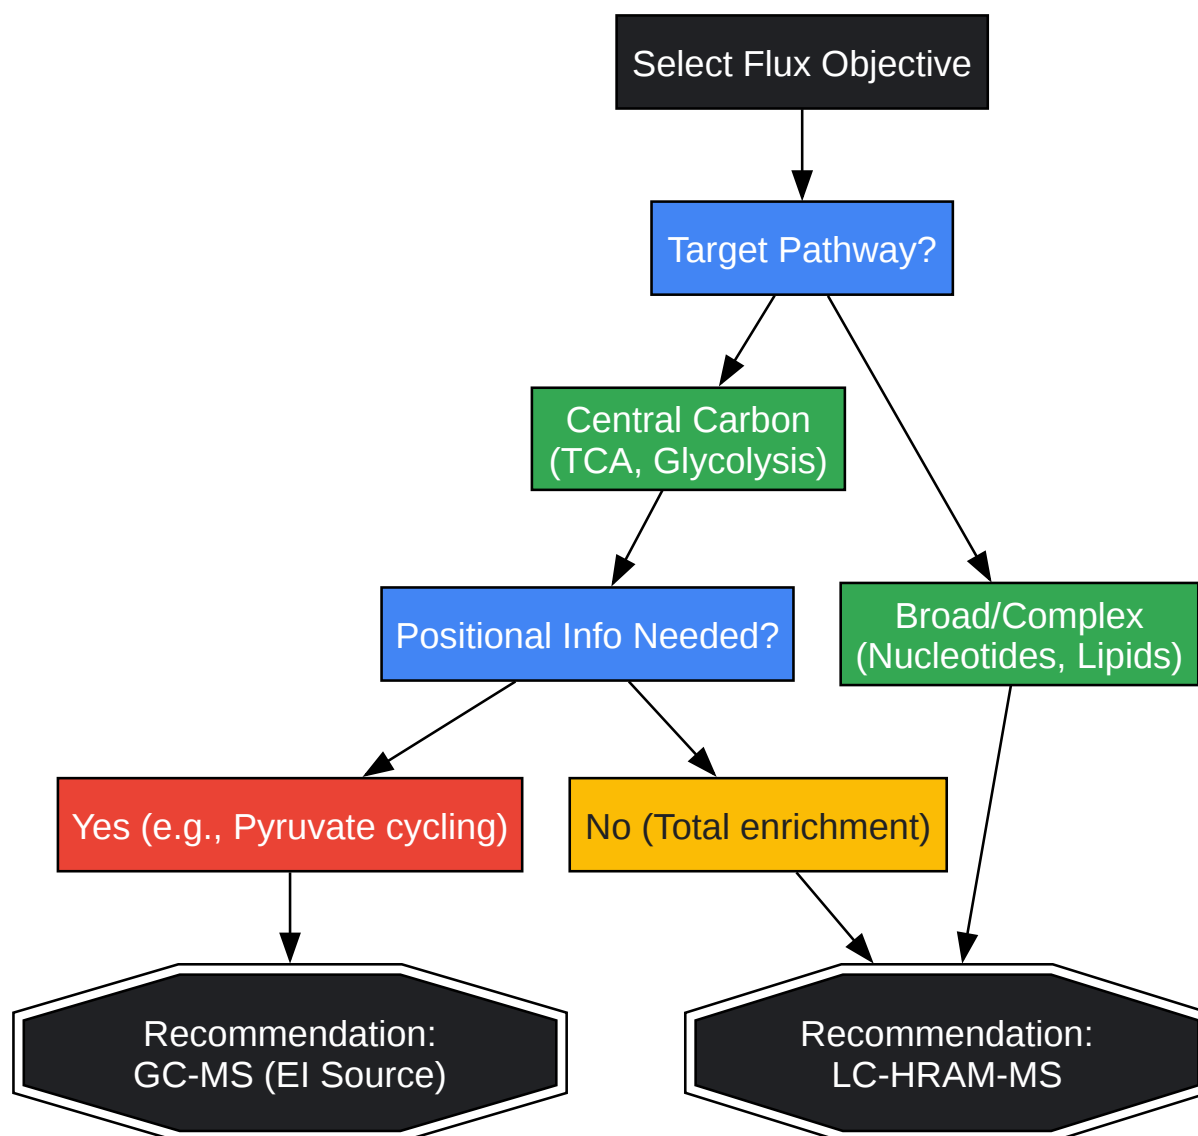 Select Flux Objective
Target Pathway?
Central Carbon
(TCA, Glycolysis)
Positional Info Needed?
Broad/Complex
(Nucleotides, Lipids)
Yes (e.g., Pyruvate cycling)
No (Total enrichment)
Recommendation:
GC-MS (EI Source)
Recommendation:
LC-HRAM-MS